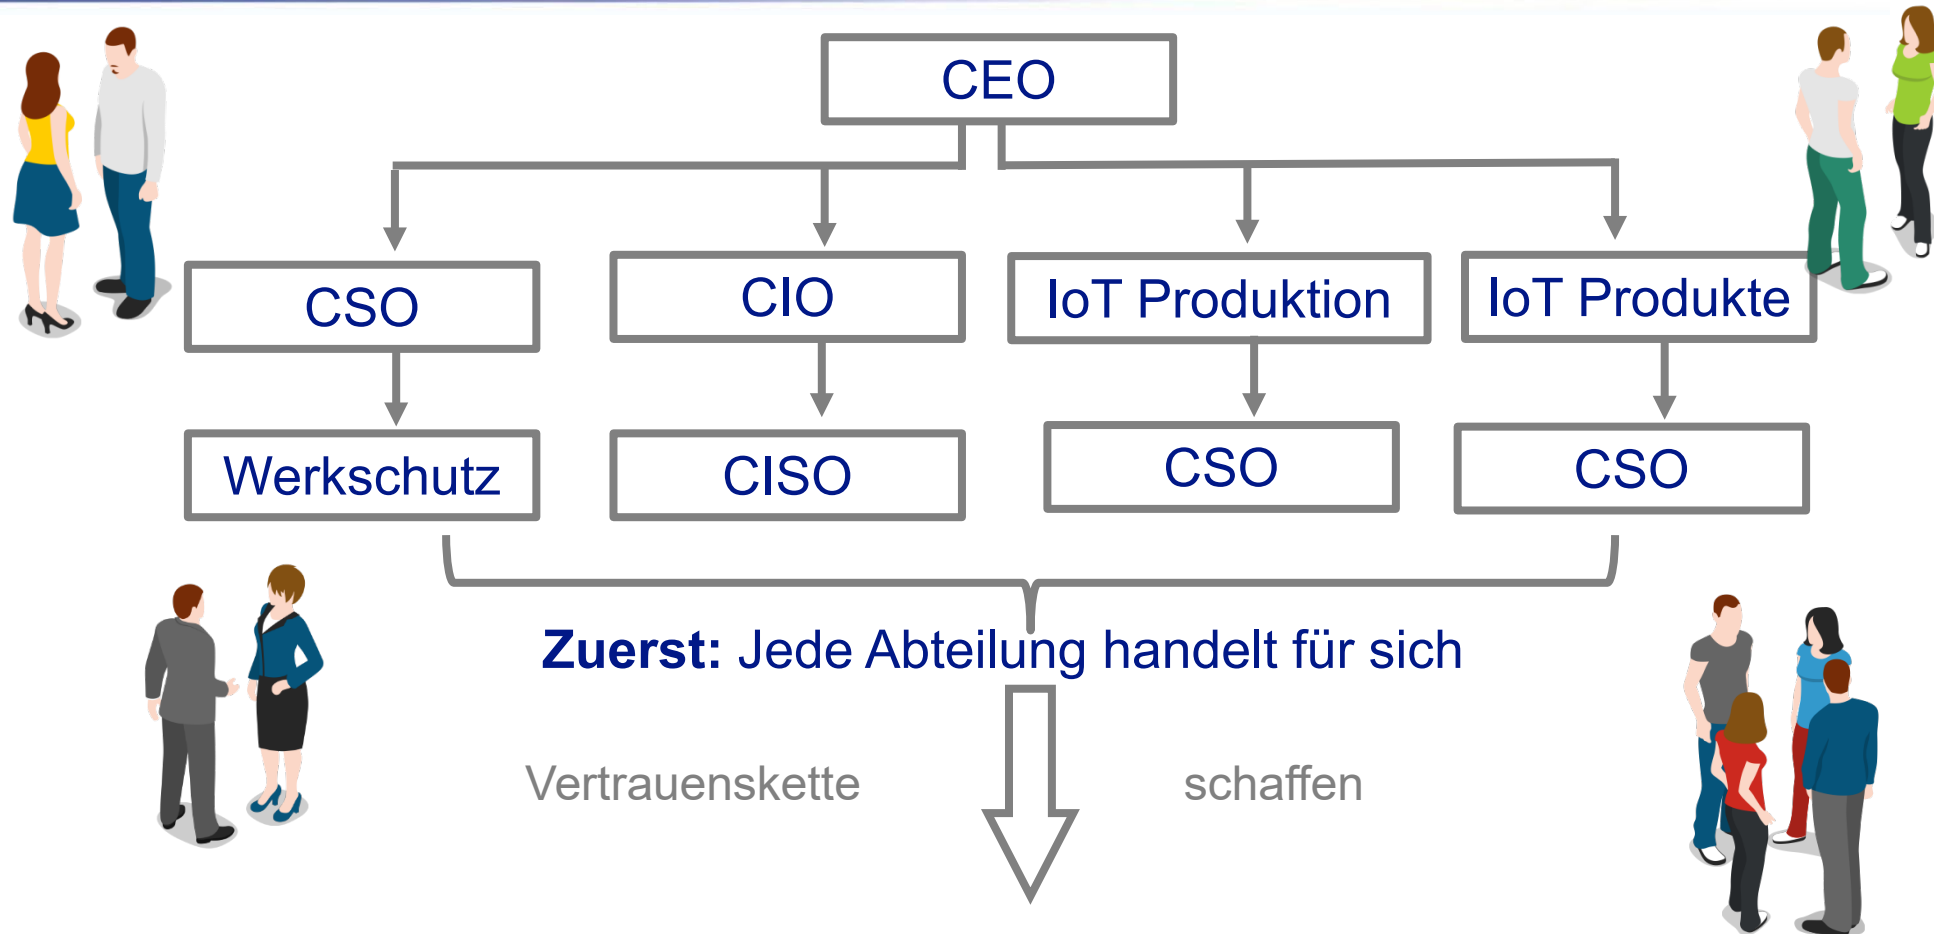 CEO
CSO
CIO
IoT Produktion
IoT Produkte
Werkschutz
CISO
CSO
CSO
Zuerst: Jede Abteilung handelt für sich
Vertrauenskette schaffen